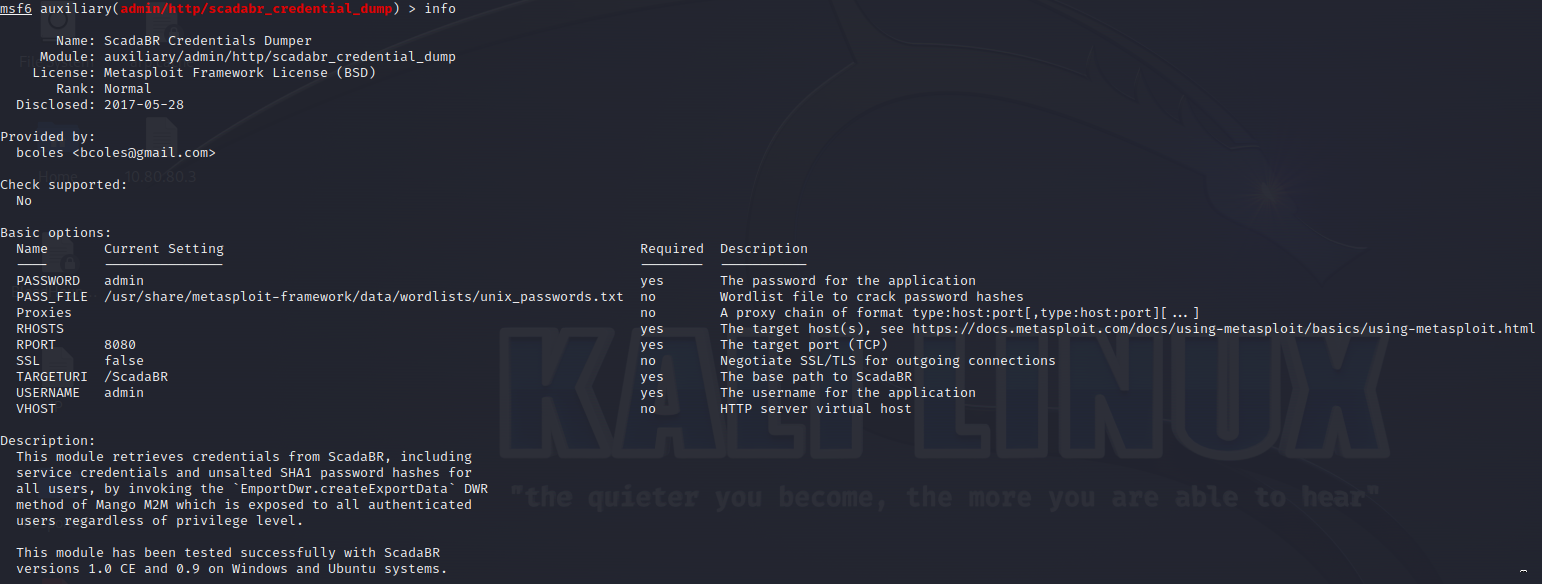 msf6 auxiliary(admin/http/scadabr_credential_dump) > info
Name: ScadaBR Credentials Dumper
Module: auxiliary/admin/http/scadabr_credential_dump
License: Metasploit Framework License (BSD)
Rank: Normal
Disclosed: 2017-05-28
Provided by:
bcoles <bcoles@gmail.com>
Home
10.80.80.3
Check supported:
No
Basic options:
Name Current Setting Required Description
PASSWORD admin yes The password for the application
PASS_FILE /usr/share/metasploit-framework/data/wordlists/unix_passwords.txt no Wordlist file to crack password hashes
Proxies no A proxy chain of format type:host:port[,type:host:port][...]
RHOSTS yes The target host(s), see https://docs.metasploit.com/docs/using-metasploit/basics/using-metasploit.html
RPORT 8080 yes The target port (TCP)
SSL false no Negotiate SSL/TLS for outgoing connections
TARGETURI /ScadaBR yes The base path to ScadaBR
USERNAME admin yes The username for the application
VHOST no HTTP server virtual host
KALI LINUX
"the quieter you become, the more you are able to hear"
Description:
This module retrieves credentials from ScadaBR, including
service credentials and unsalted SHA1 password hashes for
all users, by invoking the `EmportDwr.createExportData` DWR
method of Mango M2M which is exposed to all authenticated
users regardless of privilege level.
This module has been tested successfully with ScadaBR
versions 1.0 CE and 0.9 on Windows and Ubuntu systems.